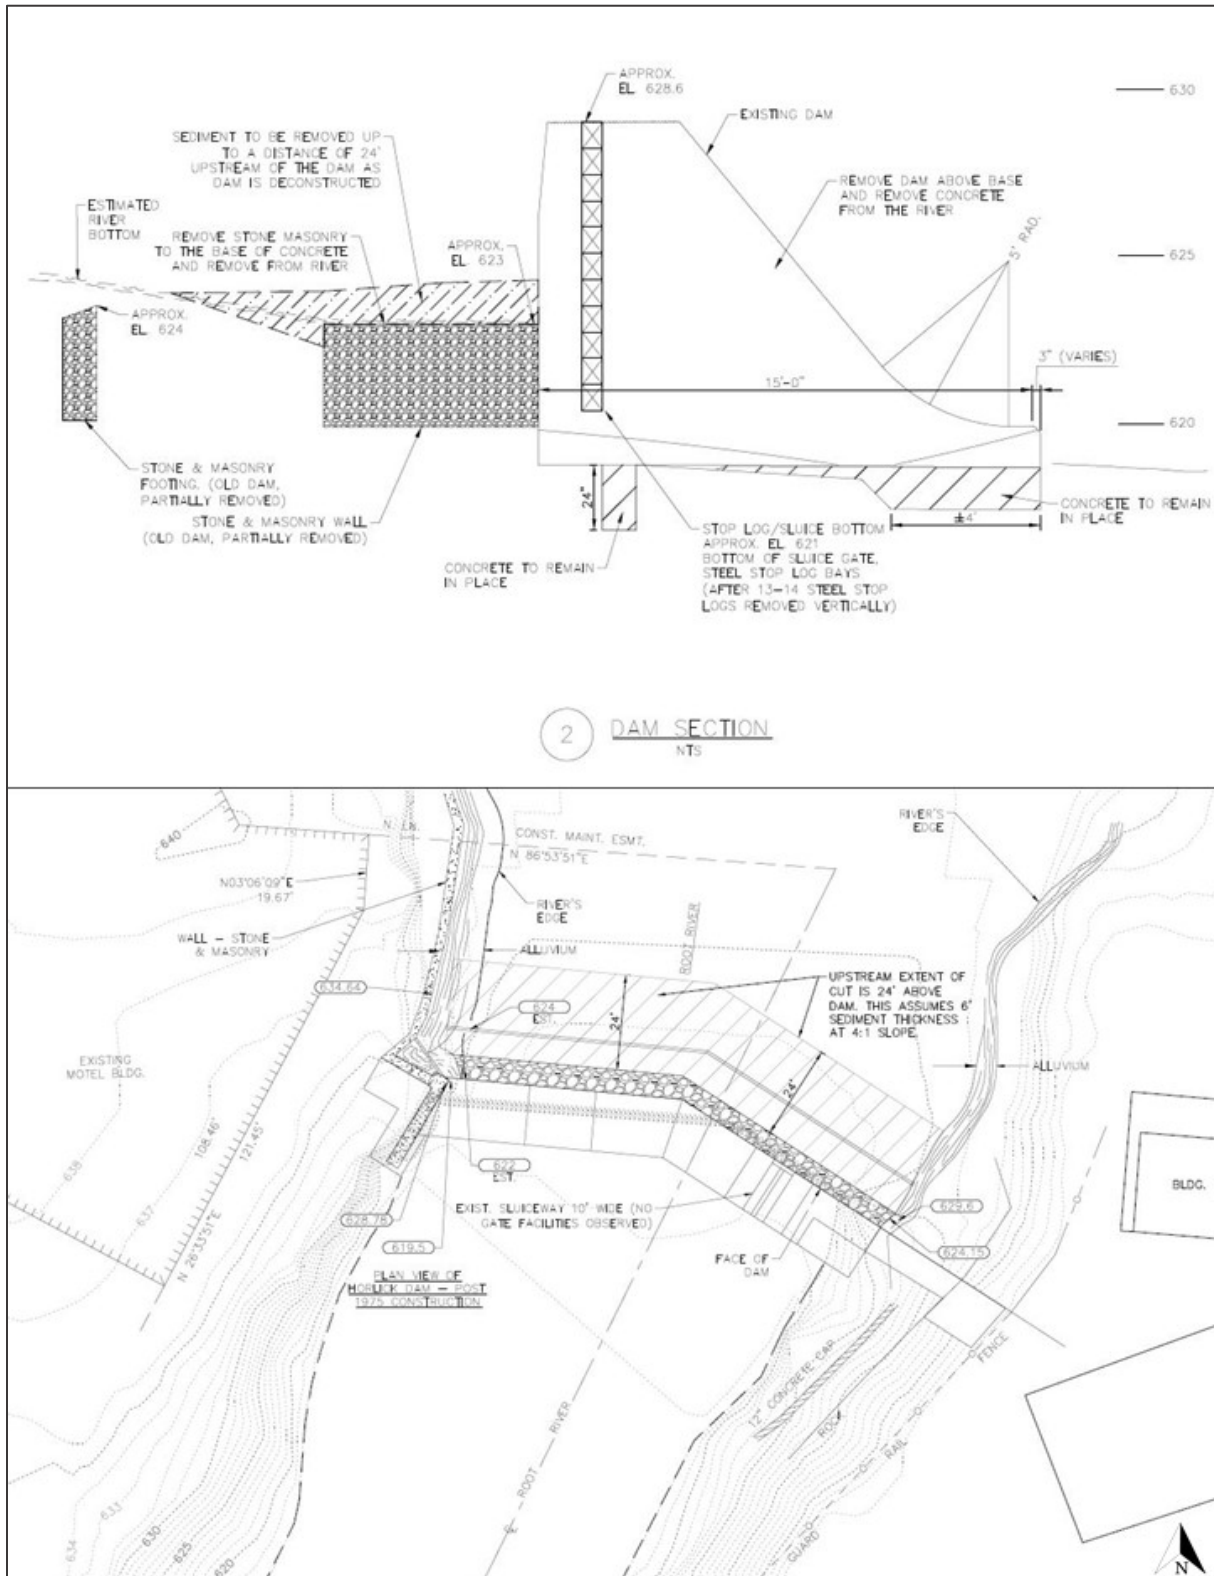 APPROX.
EL. 628.6
630
EXISTING DAM
SEDIMENT TO BE REMOVED UP
TO A DISTANCE OF 24'
UPSTREAM OF THE DAM AS
DAM IS DECONSTRUCTED
REMOVE DAM ABOVE BASE
AND REMOVE CONCRETE
FROM THE RIVER
ESTIMATED
RIVER
BOTTOM
REMOVE STONE MASONRY
TO THE BASE OF CONCRETE
AND REMOVE FROM RIVER
APPROX.
EL. 623
5' RAD.
625
APPROX.
EL. 624
3" (VARIES)
15'-0"
620
STONE & MASONRY
FOOTING. (OLD DAM,
PARTIALLY REMOVED)
STONE & MASONRY WALL
(OLD DAM, PARTIALLY REMOVED)
24"
CONCRETE TO REMAIN
IN PLACE
STOP LOG/SLUICE BOTTOM
APPROX. EL. 621
BOTTOM OF SLUICE GATE,
STEEL STOP LOG BAYS
(AFTER 13-14 STEEL STOP
LOGS REMOVED VERTICALLY)
±4'
CONCRETE TO REMAIN
IN PLACE
2
DAM SECTION
NTS
RIVER'S
EDGE
640
CONST. MAINT. ESMT.
N 86°53'51"E
N03°06'09"E
19.67'
RIVER'S
EDGE
WALL - STONE
& MASONRY
ALLUVIUM
ROOT RIVER
UPSTREAM EXTENT OF
CUT IS 24' ABOVE
DAM. THIS ASSUMES 6'
SEDIMENT THICKNESS
AT 4:1 SLOPE
634.64
624
EST.
24'
EXISTING
MOTEL BLDG.
ALLUVIUM
24'
108.46'
121.45'
N 26°33'51"E
638
637
622
EST.
BLDG.
EXIST. SLUICEWAY 10' WIDE (NO
GATE FACILITIES OBSERVED)
629.6
628.78
619.5
624.15
FACE OF
DAM
PLAN VIEW OF
HORLICK DAM - POST
1975 CONSTRUCTION
12" CONCRETE CAP
ROCK
FENCE
RAIL
GUARD
ROOT
RIVER
634
633
630
625
620
N